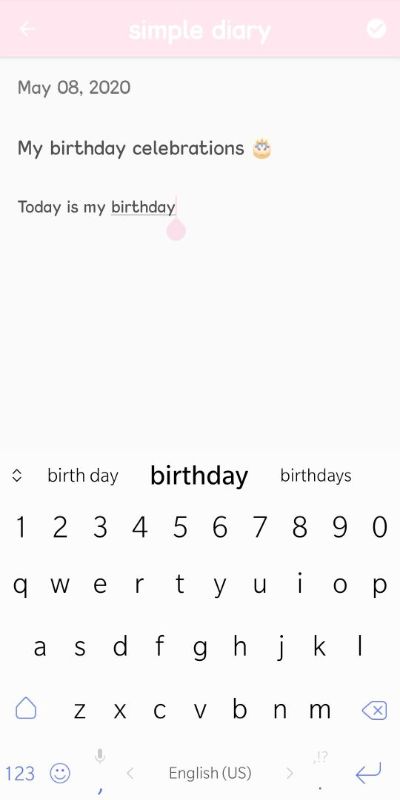 simple diary
May 08, 2020
My birthday celebrations 🎂
Today is my birthday
birth day birthday birthdays
1 2 3 4 5 6 7 8 9 0
q w e r t y u i o p
a s d f g h j k l
z x c v b n m
123 , English (US) ,!? .